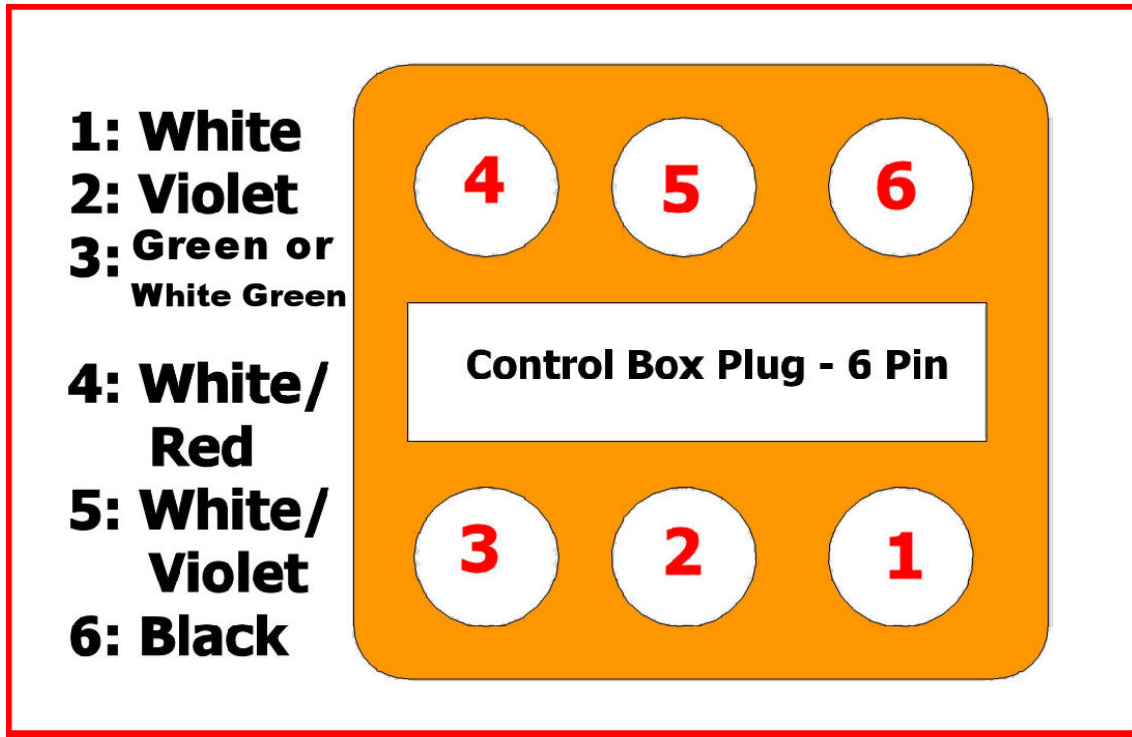 1: White
2: Violet
3: Green or
White Green
4: White/
Red
5: White/
Violet
6: Black
4 5 6
Control Box Plug - 6 Pin
3 2 1